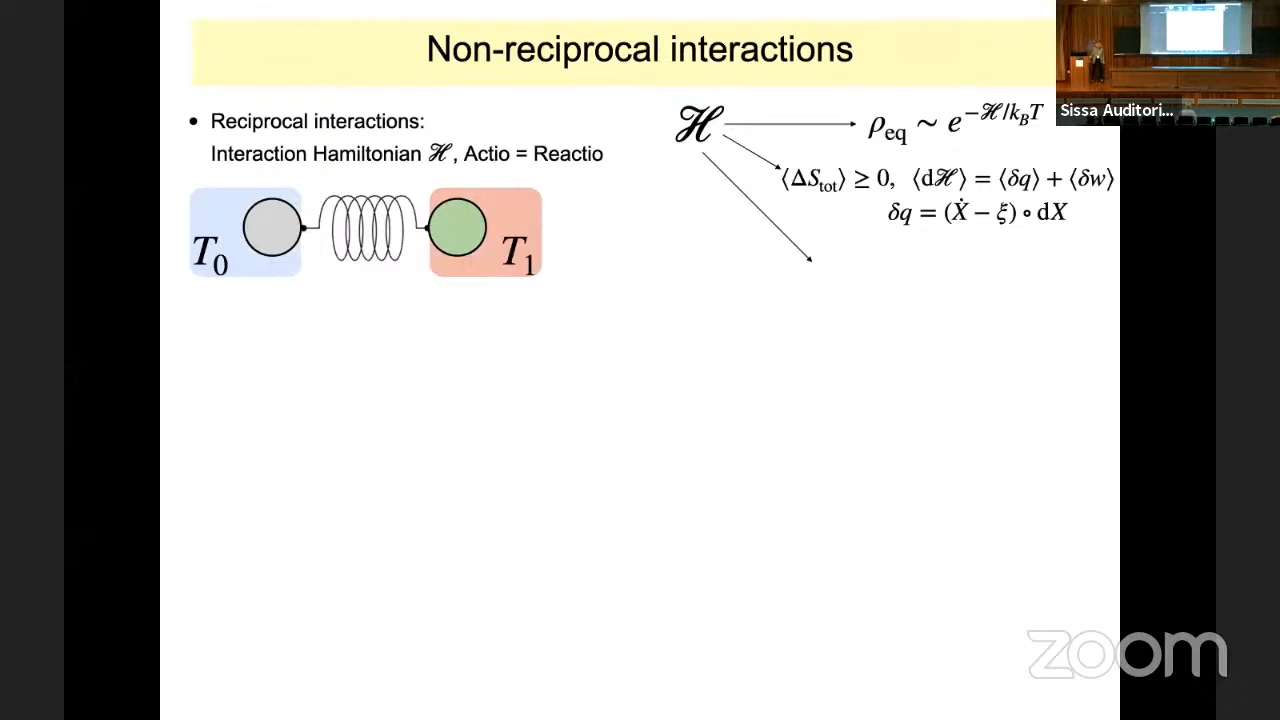 Non-reciprocal interactions
Sissa Auditori...
• Reciprocal interactions:
Interaction Hamiltonian ℋ, Actio = Reactio
T₀
T₁
ℋ
ρ_eq ∼ e^{−ℋ/k_BT}
⟨ΔS_tot⟩ ≥ 0, ⟨dℋ⟩ = ⟨δq⟩ + ⟨δw⟩
δq = (Ẋ − ξ) ∘ dX
zoom